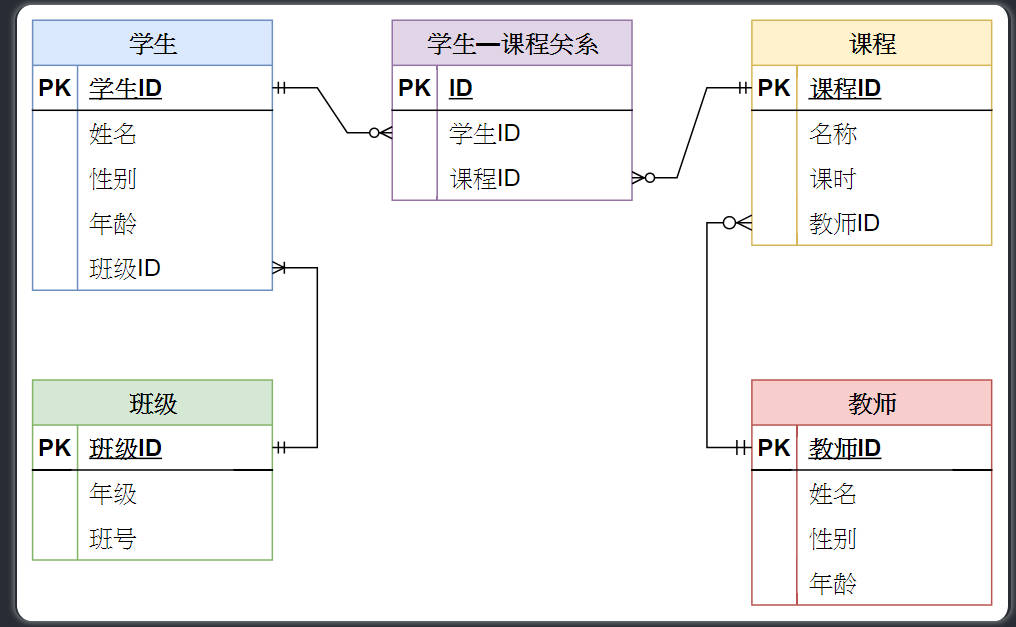 学生
PK 学生ID
姓名
性别
年龄
班级ID
学生—课程关系
PK ID
学生ID
课程ID
课程
PK 课程ID
名称
课时
教师ID
班级
PK 班级ID
年级
班号
教师
PK 教师ID
姓名
性别
年龄